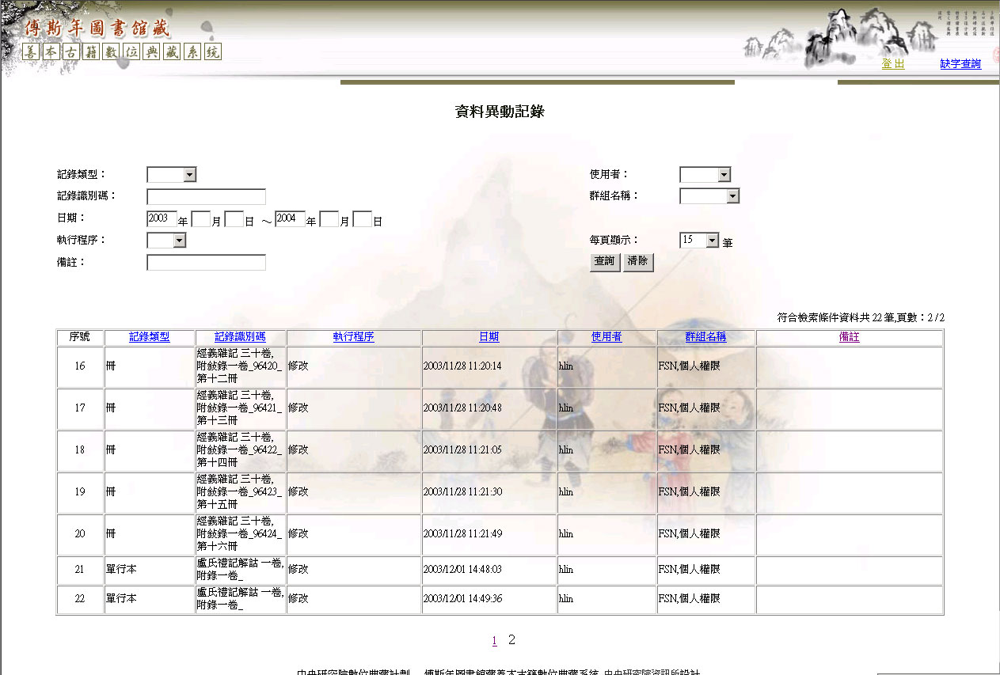 傅斯年圖書館藏
善本古籍數位典藏系統
登出 缺字查詢
資料異動記錄
記錄類型： 使用者：
記錄識別碼： 群組名稱：
日期： 2003 年 月 日 ～ 2004 年 月 日
執行程序： 每頁顯示： 15 筆
備註： 查詢 清除
符合檢索條件資料共 22 筆,頁數：2 / 2
序號 記錄類型 記錄識別碼 執行程序 日期 使用者 群組名稱 備註
經義雜記 三十卷,
16 冊 附敍錄一卷_96420_ 修改 2003/11/28 11:20:14 hlin FSN,個人權限
第十二冊
經義雜記 三十卷,
17 冊 附敍錄一卷_96421_ 修改 2003/11/28 11:20:48 hlin FSN,個人權限
第十三冊
經義雜記 三十卷,
18 冊 附敍錄一卷_96422_ 修改 2003/11/28 11:21:05 hlin FSN,個人權限
第十四冊
經義雜記 三十卷,
19 冊 附敍錄一卷_96423_ 修改 2003/11/28 11:21:30 hlin FSN,個人權限
第十五冊
經義雜記 三十卷,
20 冊 附敍錄一卷_96424_ 修改 2003/11/28 11:21:49 hlin FSN,個人權限
第十六冊
21 單行本 盧氏禮記解詁 一卷, 修改 2003/12/01 14:48:03 hlin FSN,個人權限
附錄一卷_
22 單行本 盧氏禮記解詁 一卷, 修改 2003/12/01 14:49:36 hlin FSN,個人權限
附錄一卷_
1 2
中央研究院數位典藏計劃 傅斯年圖書館藏善本古籍數位典藏系統 中央研究院資訊所設計